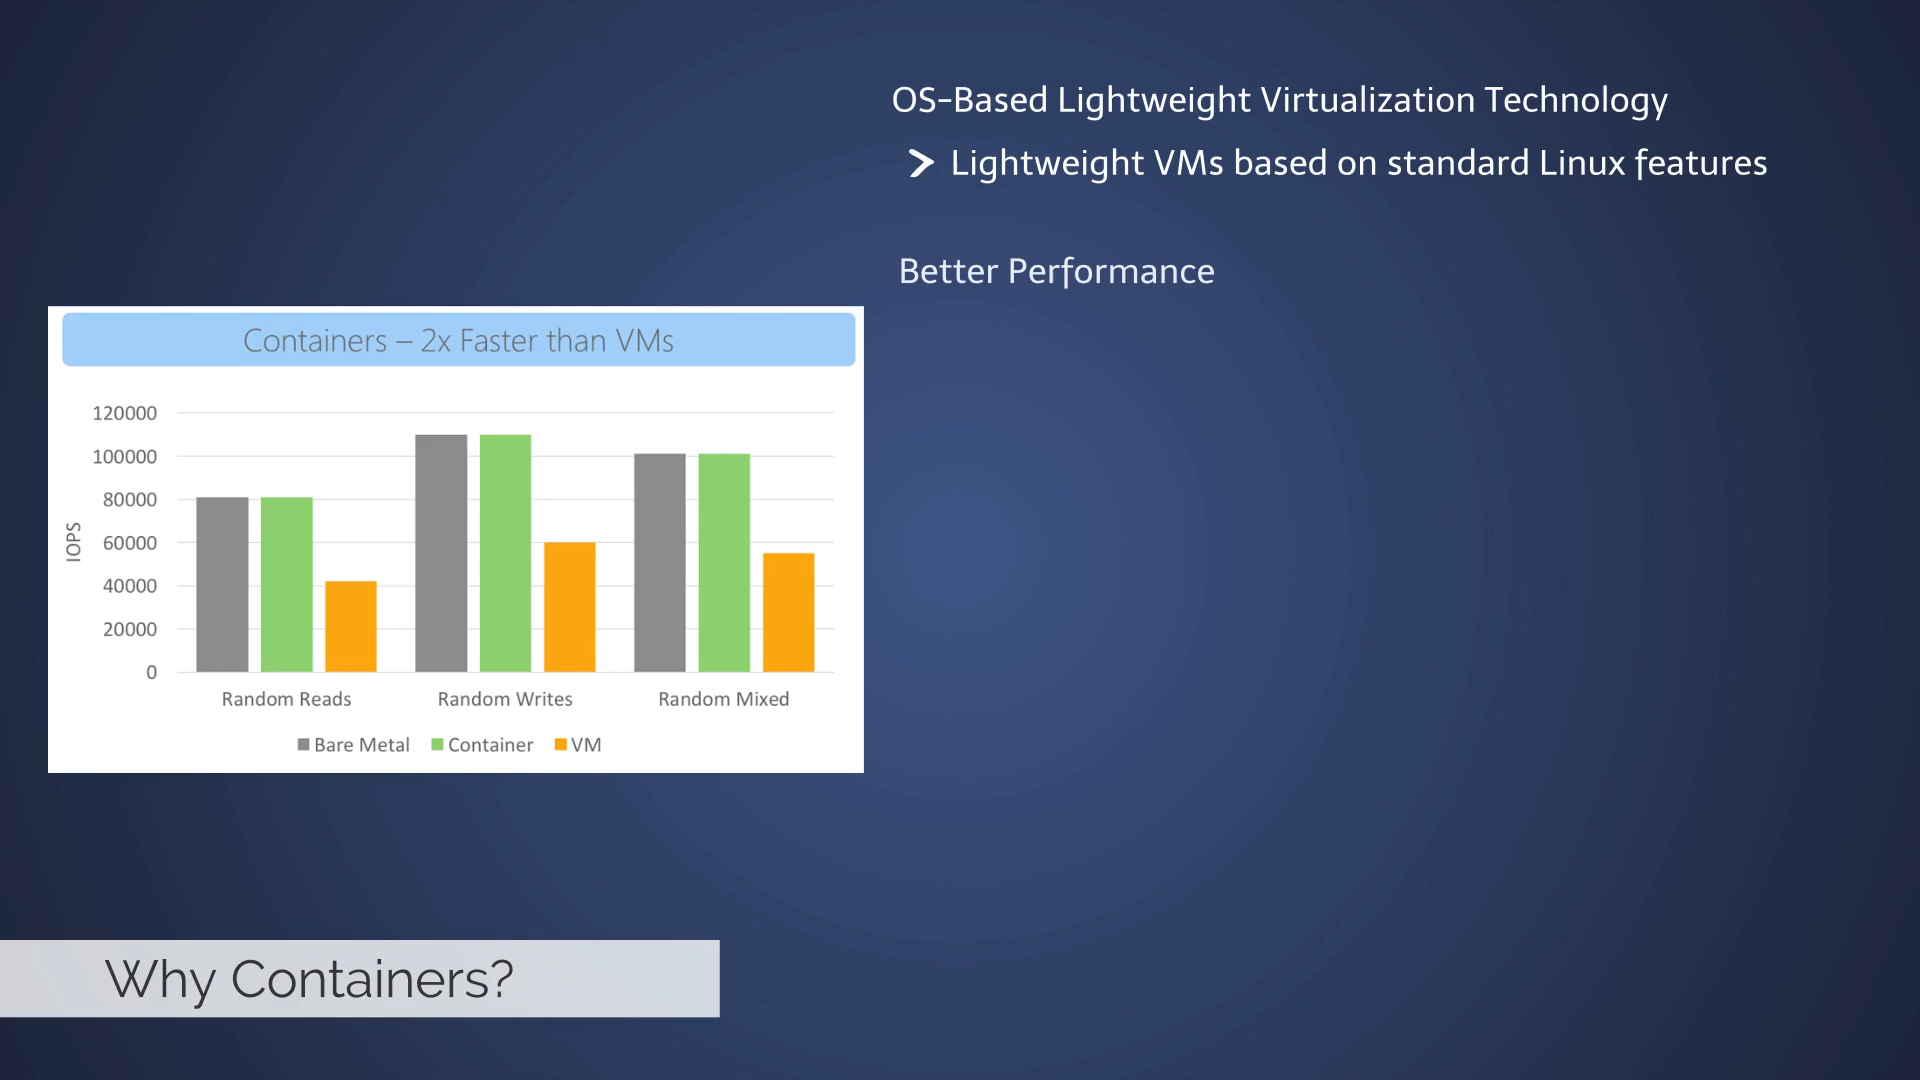 OS-Based Lightweight Virtualization Technology
Lightweight VMs based on standard Linux features
Better Performance
Containers – 2x Faster than VMs
120000
100000
80000
60000
40000
20000
0
IOPS
Random Reads Random Writes Random Mixed
Bare Metal Container VM
Why Containers?